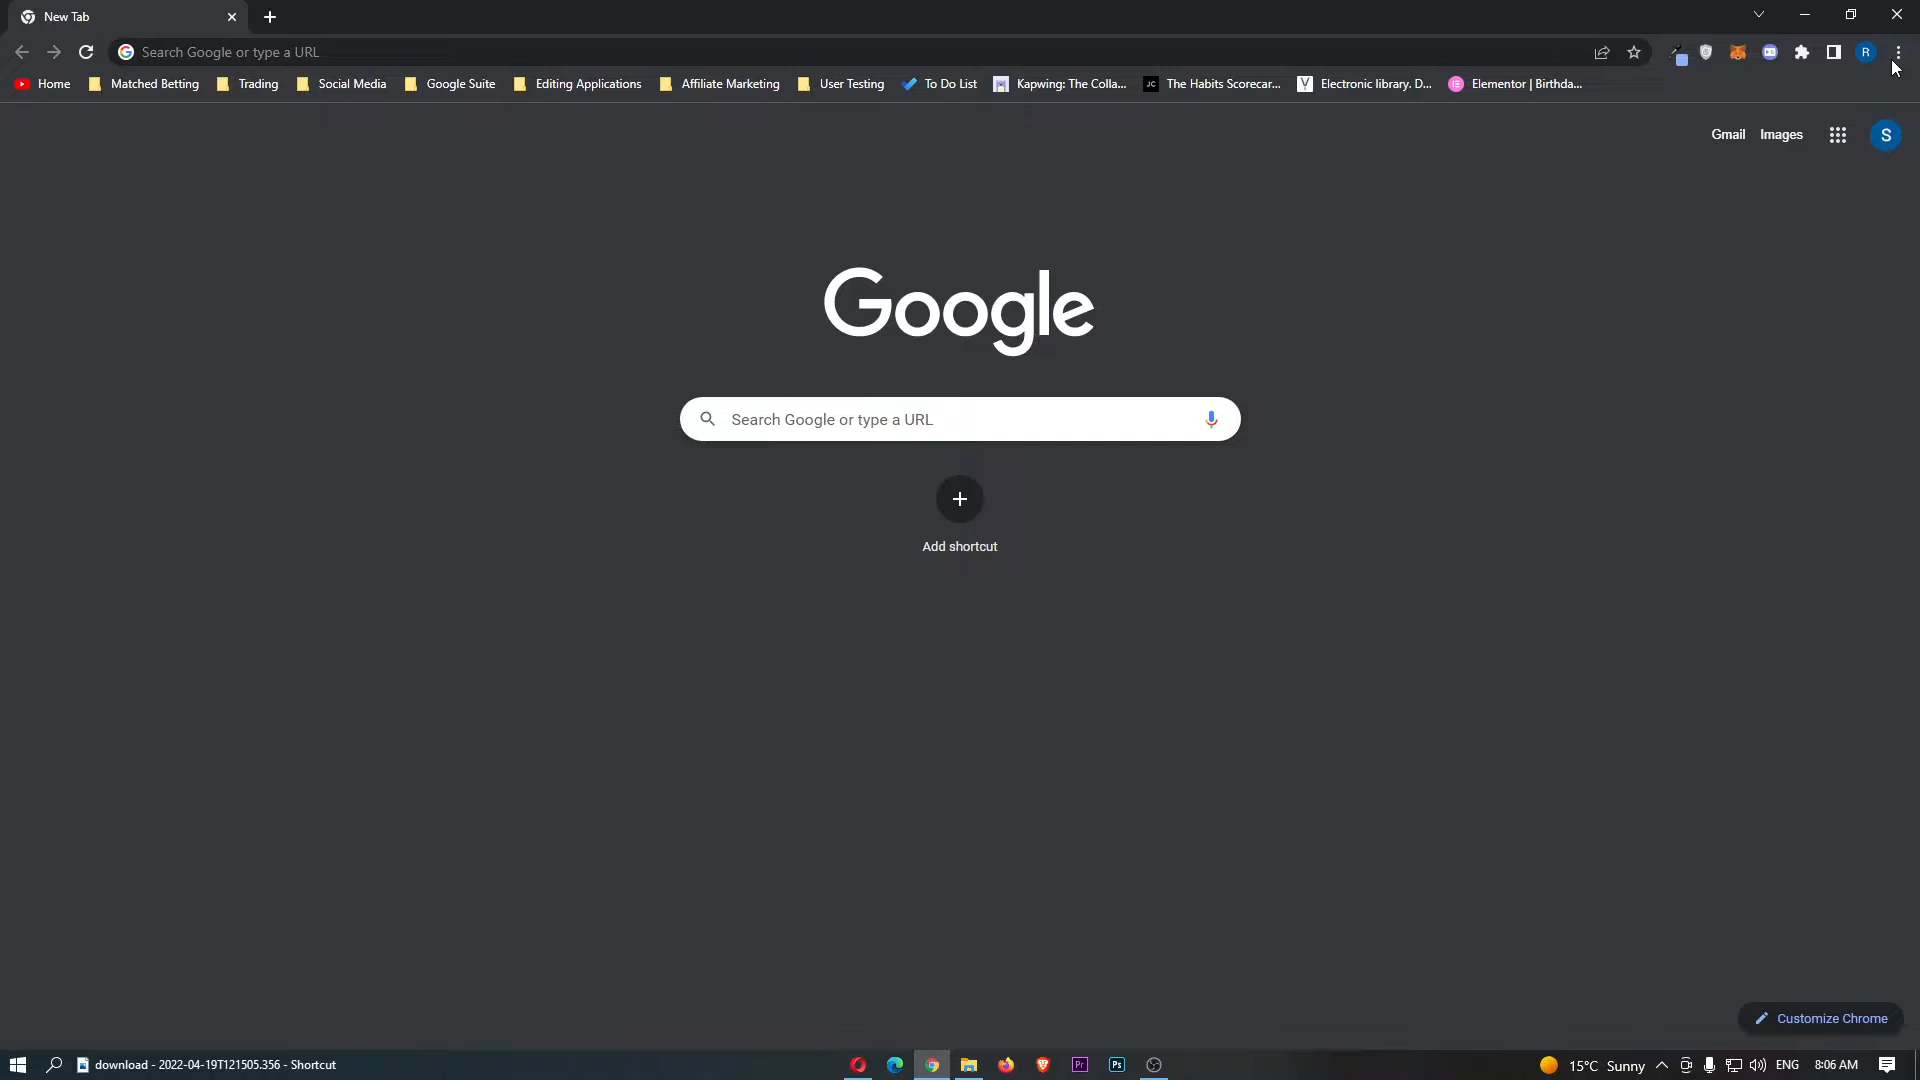 New Tab
Search Google or type a URL
R
Home
Matched Betting
Trading
Social Media
Google Suite
Editing Applications
Affiliate Marketing
User Testing
To Do List
Kapwing: The Colla...
JC The Habits Scorecar...
Electronic library. D...
Elementor | Birthda...
Gmail
Images
S
Google
Search Google or type a URL
Add shortcut
Customize Chrome
download - 2022-04-19T121505.356 - Shortcut
Pr
Ps
15°C Sunny
ENG
8:06 AM